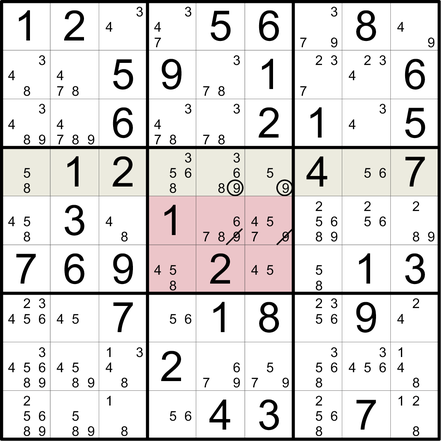 3 3 3
1 2 4 4 5 6 8 4
7 7 9 9
3 3 2 3 2 3
4 4 5 9 1 4 6
8 7 8 7 8 7
3 3 3 3
4 4 6 4 2 1 4 5
8 9 7 8 9 7 8 7 8
3 3
5 1 2 5 6 6 5 4 5 6 7
8 8 8 9 9
2 2 2
4 5 3 4 1 6 4 5 5 6 5 6
8 8 7 8 9 7 9 8 9 8 9
7 6 9 4 5 2 4 5 5 1 3
8 8
2 3 2 3 2
4 5 6 4 5 7 5 6 1 8 5 6 9 4
3 1 3 3 3 1
4 5 6 4 5 4 2 6 5 5 6 4 5 6 4
8 9 8 9 8 7 9 7 9 8 8
2 1 2 1 2
5 6 5 5 6 4 3 5 6 7
8 9 8 9 8 8 8